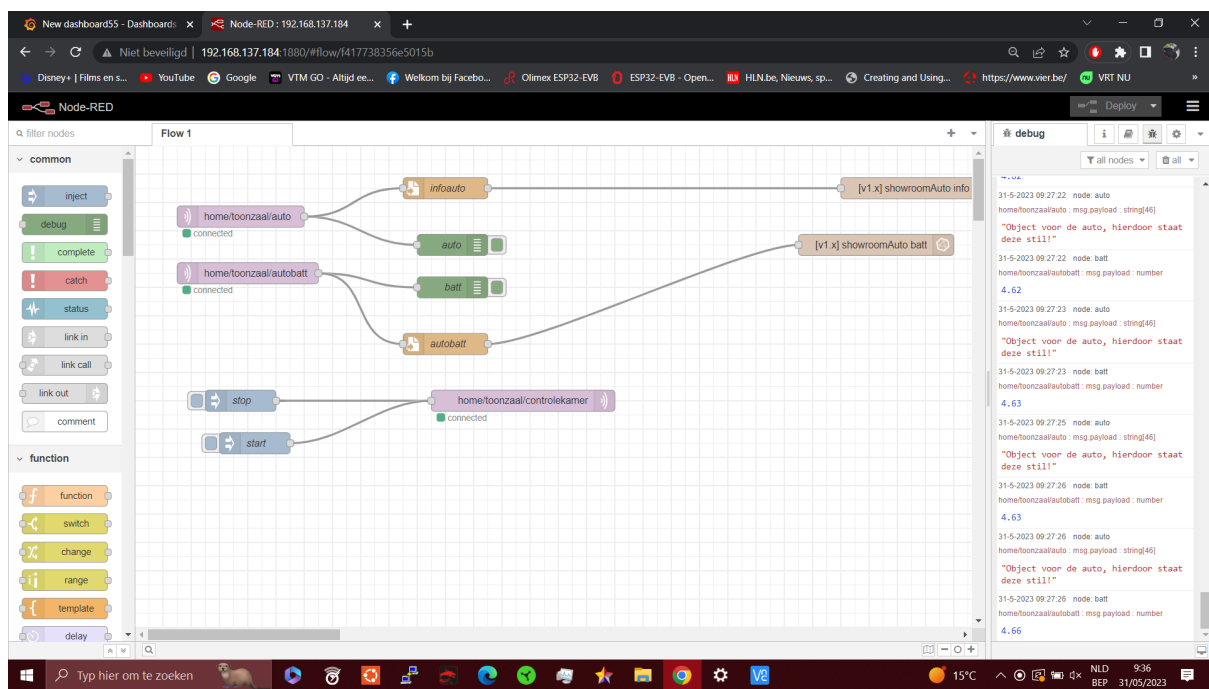 New dashboard55 - Dashboards
Node-RED : 192.168.137.184
Niet beveiligd | 192.168.137.184:1880/#flow/f417738356e5015b
Disney+ | Films en s...
YouTube
Google
VTM GO - Altijd ee...
Welkom bij Facebo...
Olimex ESP32-EVB
ESP32-EVB - Open...
HLN.be, Nieuws, sp...
Creating and Using...
https://www.vier.be/
VRT NU
»
Node-RED
Deploy
filter nodes
common
inject
debug
complete
catch
status
link in
link call
link out
comment
function
function
switch
change
range
template
delay
Flow 1
infoauto
[v1.x] showroomAuto info
home/toonzaal/auto
connected
auto
[v1.x] showroomAuto batt
home/toonzaal/autobatt
connected
batt
autobatt
stop
home/toonzaal/controlekamer
connected
start
debug
all nodes
all
31-5-2023 09:27:22 node: auto
home/toonzaal/auto : msg.payload : string[46]
"Object voor de auto, hierdoor staat
deze stil!"
31-5-2023 09:27:22 node: batt
home/toonzaal/autobatt : msg.payload : number
4.62
31-5-2023 09:27:23 node: auto
home/toonzaal/auto : msg.payload : string[46]
"Object voor de auto, hierdoor staat
deze stil!"
31-5-2023 09:27:23 node: batt
home/toonzaal/autobatt : msg.payload : number
4.63
31-5-2023 09:27:25 node: auto
home/toonzaal/auto : msg.payload : string[46]
"Object voor de auto, hierdoor staat
deze stil!"
31-5-2023 09:27:26 node: batt
home/toonzaal/autobatt : msg.payload : number
4.63
31-5-2023 09:27:26 node: auto
home/toonzaal/auto : msg.payload : string[46]
"Object voor de auto, hierdoor staat
deze stil!"
31-5-2023 09:27:26 node: batt
home/toonzaal/autobatt : msg.payload : number
4.66
Typ hier om te zoeken
15°C
NLD
BEP
9:36
31/05/2023